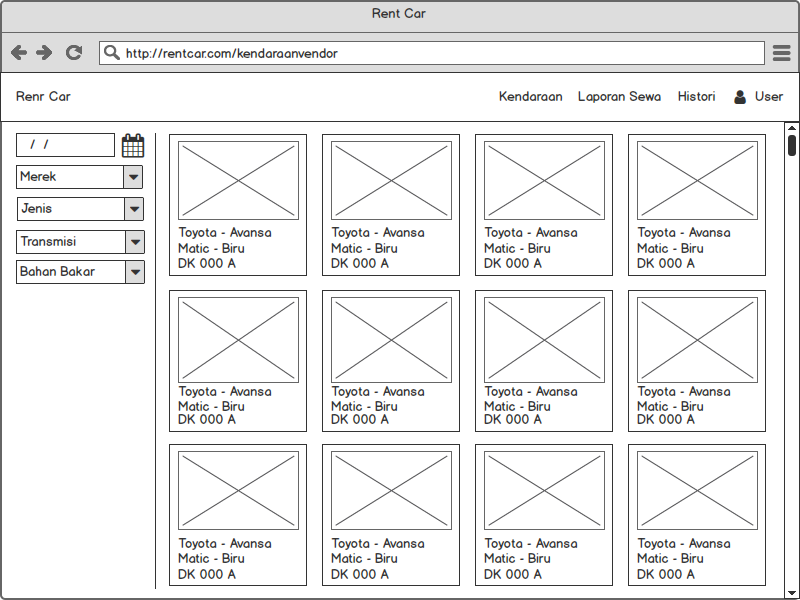 Rent Car
http://rentcar.com/kendaraanvendor
Renr Car
Kendaraan
Laporan Sewa
Histori
User
/ /
Merek
Jenis
Transmisi
Bahan Bakar
Toyota - Avansa
Matic - Biru
DK 000 A
Toyota - Avansa
Matic - Biru
DK 000 A
Toyota - Avansa
Matic - Biru
DK 000 A
Toyota - Avansa
Matic - Biru
DK 000 A
Toyota - Avansa
Matic - Biru
DK 000 A
Toyota - Avansa
Matic - Biru
DK 000 A
Toyota - Avansa
Matic - Biru
DK 000 A
Toyota - Avansa
Matic - Biru
DK 000 A
Toyota - Avansa
Matic - Biru
DK 000 A
Toyota - Avansa
Matic - Biru
DK 000 A
Toyota - Avansa
Matic - Biru
DK 000 A
Toyota - Avansa
Matic - Biru
DK 000 A